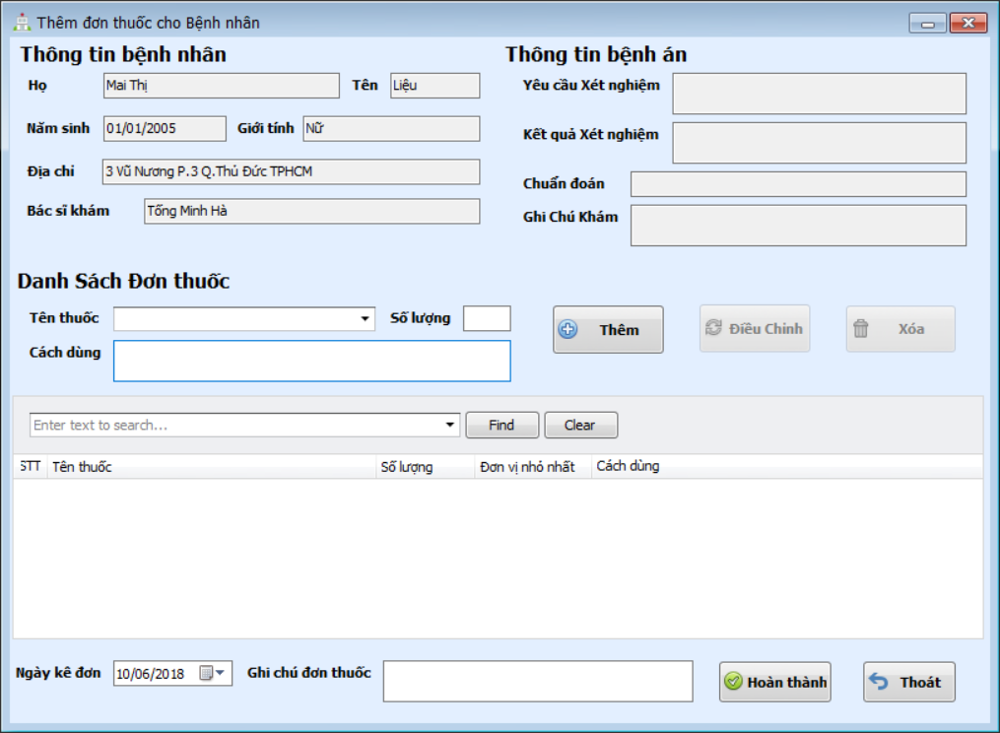 Thêm đơn thuốc cho Bệnh nhân
Thông tin bệnh nhân
Họ Mai Thị Tên Liệu
Năm sinh 01/01/2005 Giới tính Nữ
Địa chỉ 3 Vũ Nương P.3 Q.Thủ Đức TPHCM
Bác sĩ khám Tống Minh Hà
Thông tin bệnh án
Yêu cầu Xét nghiệm
Kết quả Xét nghiệm
Chuẩn đoán
Ghi Chú Khám
Danh Sách Đơn thuốc
Tên thuốc Số lượng Thêm Điều Chỉnh Xóa
Cách dùng
Enter text to search... Find Clear
STT Tên thuốc Số lượng Đơn vị nhỏ nhất Cách dùng
Ngày kê đơn 10/06/2018 Ghi chú đơn thuốc Hoàn thành Thoát